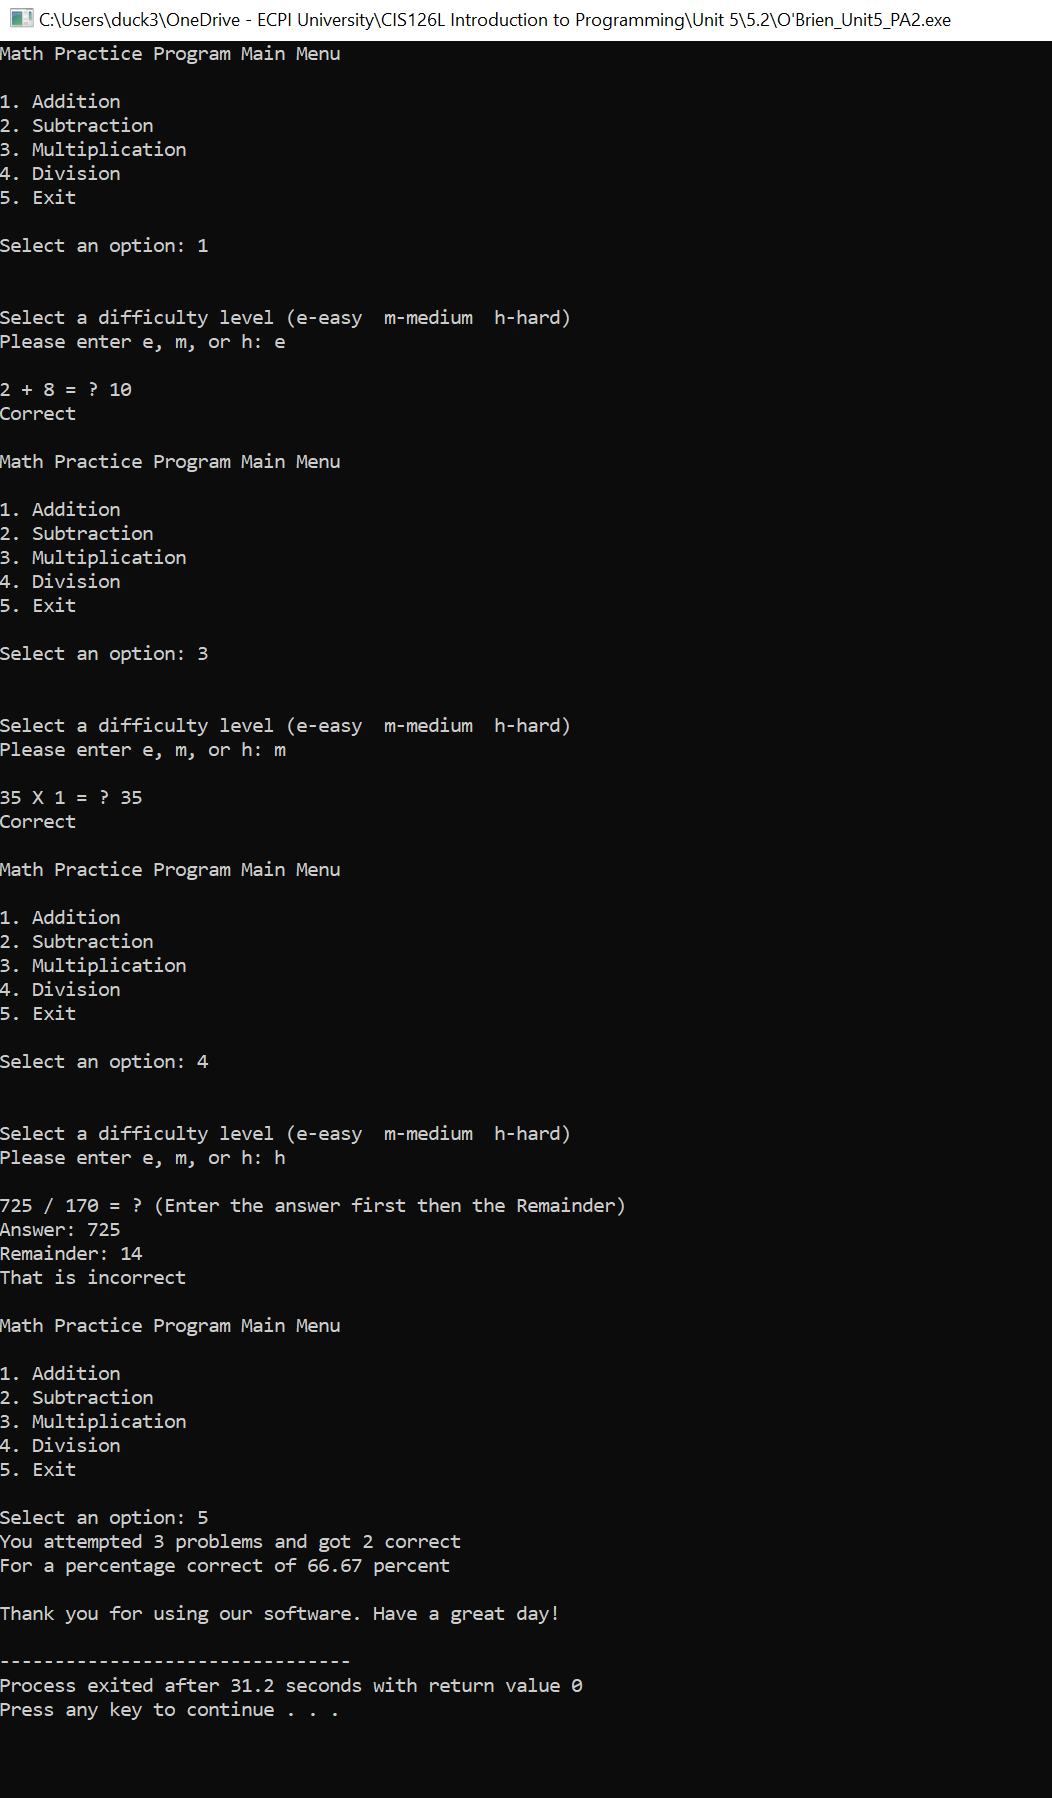 C:\Users\duck3\OneDrive - ECPI University\CIS126L Introduction to Programming\Unit 5\5.2\O'Brien_Unit5_PA2.exe
Math Practice Program Main Menu
1. Addition
2. Subtraction
3. Multiplication
4. Division
5. Exit
Select an option: 1
Select a difficulty level (e-easy  m-medium  h-hard)
Please enter e, m, or h: e
2 + 8 = ? 10
Correct
Math Practice Program Main Menu
1. Addition
2. Subtraction
3. Multiplication
4. Division
5. Exit
Select an option: 3
Select a difficulty level (e-easy  m-medium  h-hard)
Please enter e, m, or h: m
35 X 1 = ? 35
Correct
Math Practice Program Main Menu
1. Addition
2. Subtraction
3. Multiplication
4. Division
5. Exit
Select an option: 4
Select a difficulty level (e-easy  m-medium  h-hard)
Please enter e, m, or h: h
725 / 170 = ? (Enter the answer first then the Remainder)
Answer: 725
Remainder: 14
That is incorrect
Math Practice Program Main Menu
1. Addition
2. Subtraction
3. Multiplication
4. Division
5. Exit
Select an option: 5
You attempted 3 problems and got 2 correct
For a percentage correct of 66.67 percent
Thank you for using our software. Have a great day!
--------------------------------
Process exited after 31.2 seconds with return value 0
Press any key to continue . . .